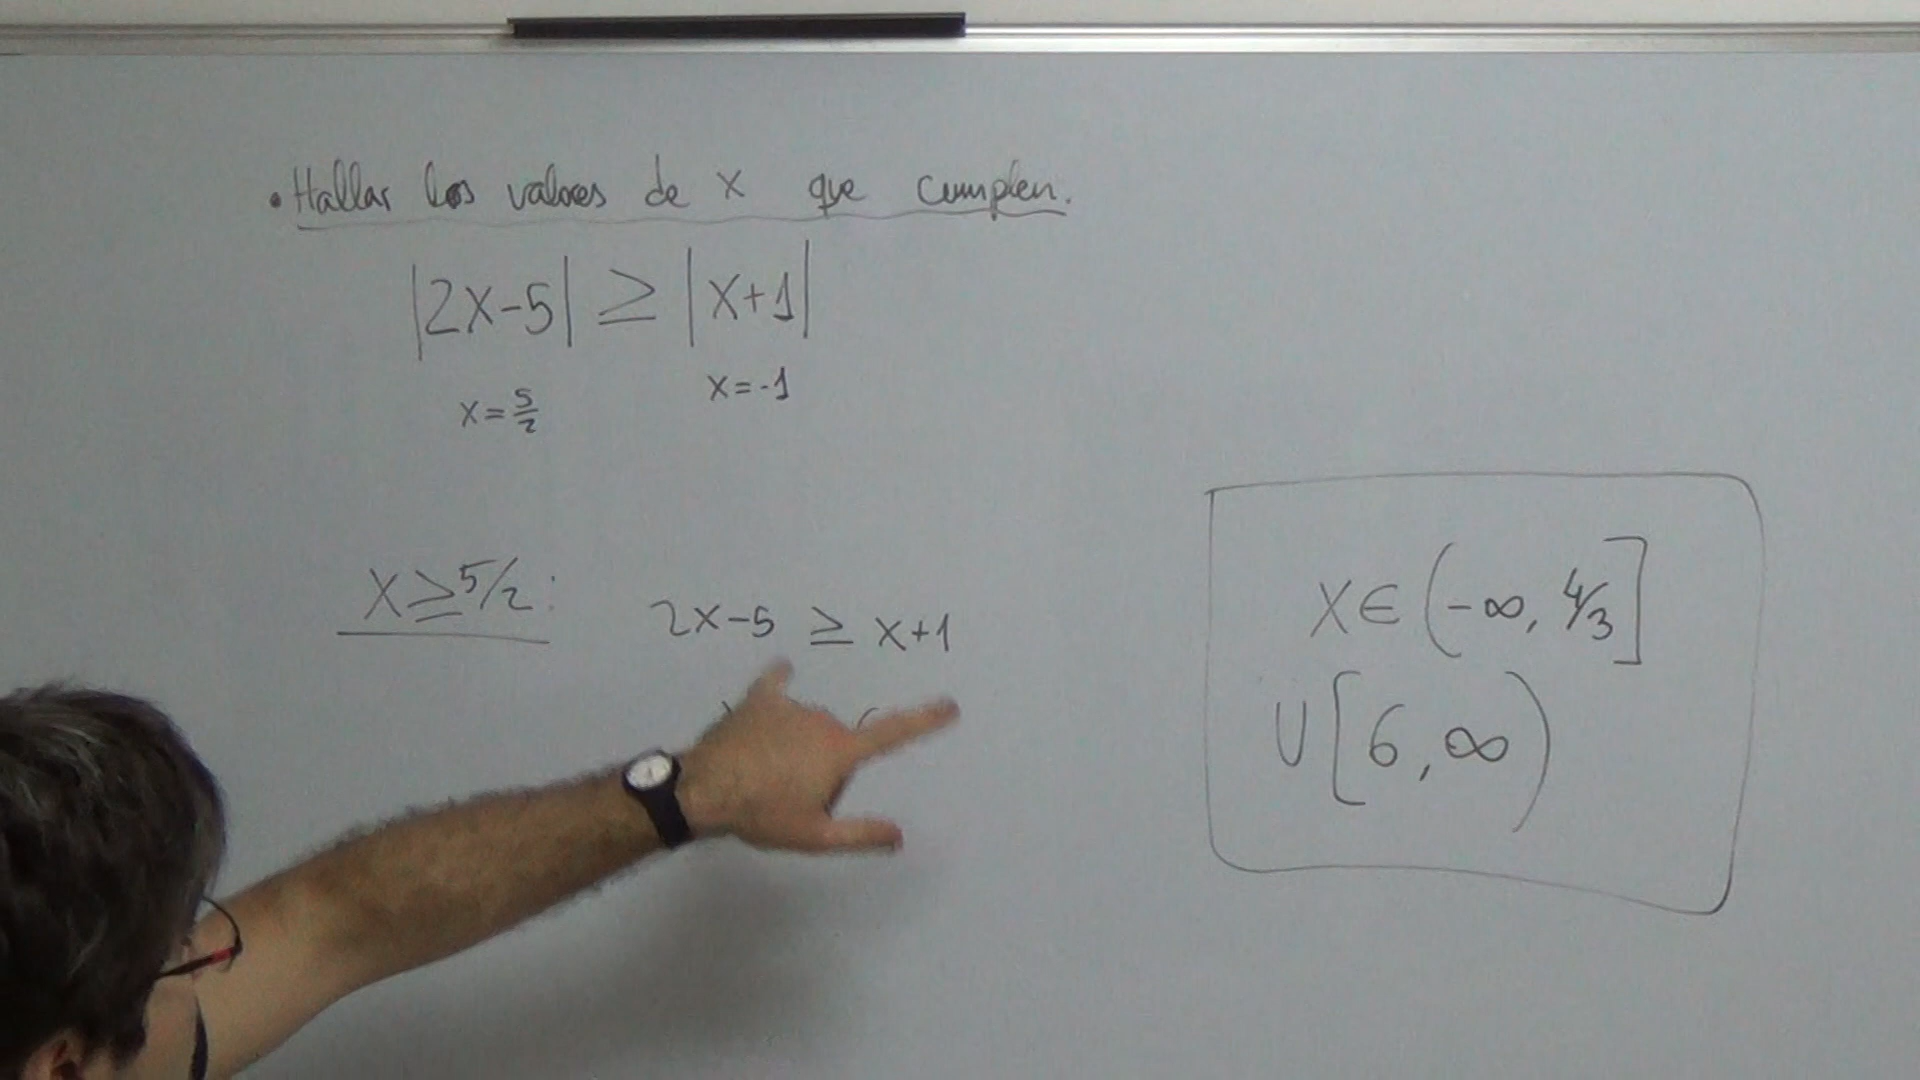 • Hallar los valores de x que cumplen.
|2x-5| ≥ |x+1|
x = 5/2
x = -1
x ≥ 5/2 :
2x-5 ≥ x+1
x ∈ (-∞, 4/3]
U [6, ∞)